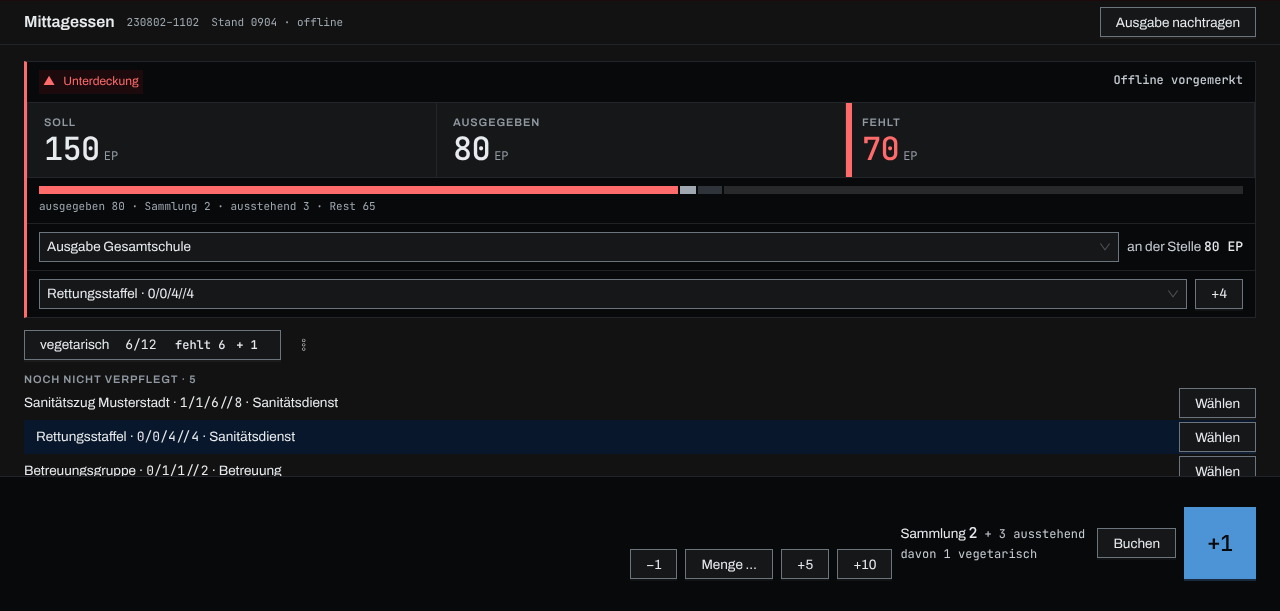 Mittagessen 230802–1102 Stand 0904 · offline
Ausgabe nachtragen
Unterdeckung
Offline vorgemerkt
SOLL
150 EP
AUSGEGEBEN
80 EP
FEHLT
70 EP
ausgegeben 80 · Sammlung 2 · ausstehend 3 · Rest 65
Ausgabe Gesamtschule
an der Stelle 80 EP
Rettungsstaffel · 0/0/4//4
+4
vegetarisch 6/12 fehlt 6 + 1
NOCH NICHT VERPFLEGT · 5
Sanitätszug Musterstadt · 1/1/6//8 · Sanitätsdienst
Wählen
Rettungsstaffel · 0/0/4//4 · Sanitätsdienst
Wählen
Betreuungsgruppe · 0/1/1//2 · Betreuung
Wählen
−1
Menge …
+5
+10
Sammlung 2 + 3 ausstehend
davon 1 vegetarisch
Buchen
+1